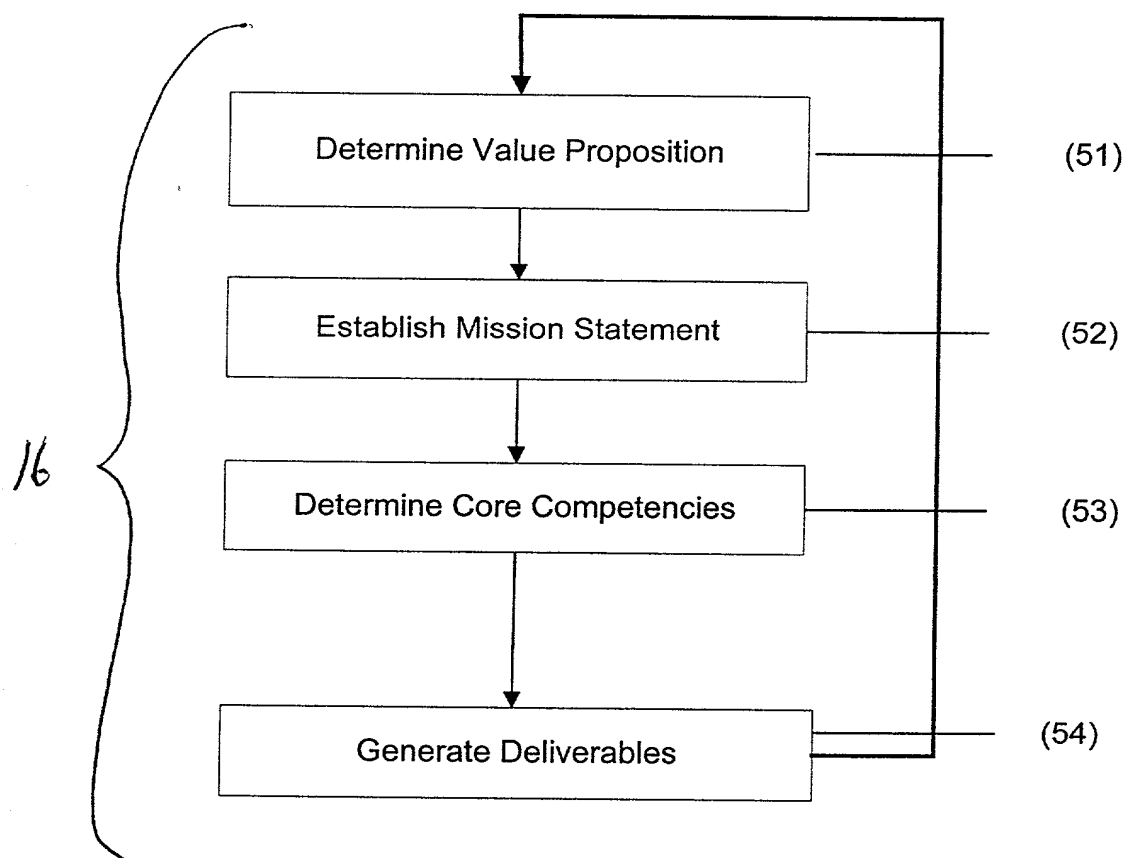 Determine Value Proposition (51)
Establish Mission Statement (52)
16
Determine Core Competencies (53)
Generate Deliverables (54)